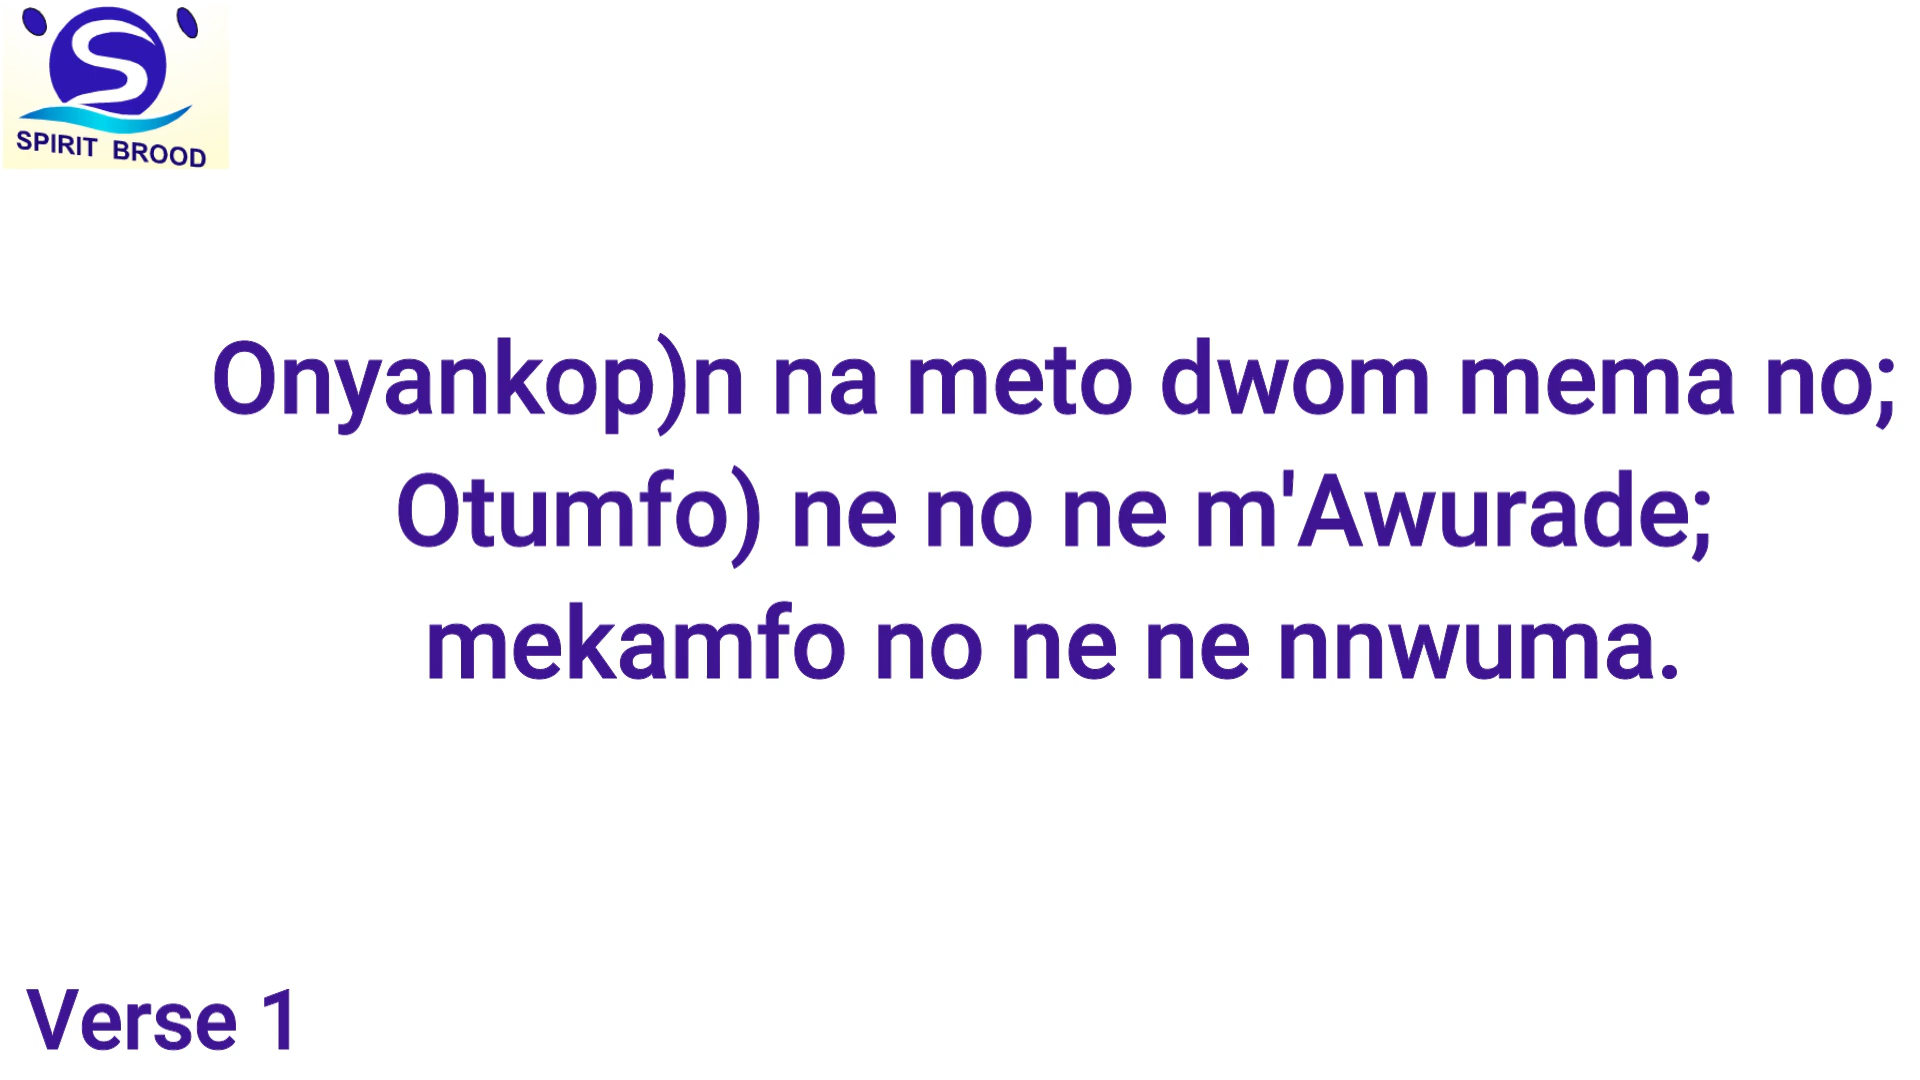 SPIRIT BROOD
Onyankop)n na meto dwom mema no;
Otumfo) ne no ne m'Awurade;
mekamfo no ne ne nnwuma.
Verse 1